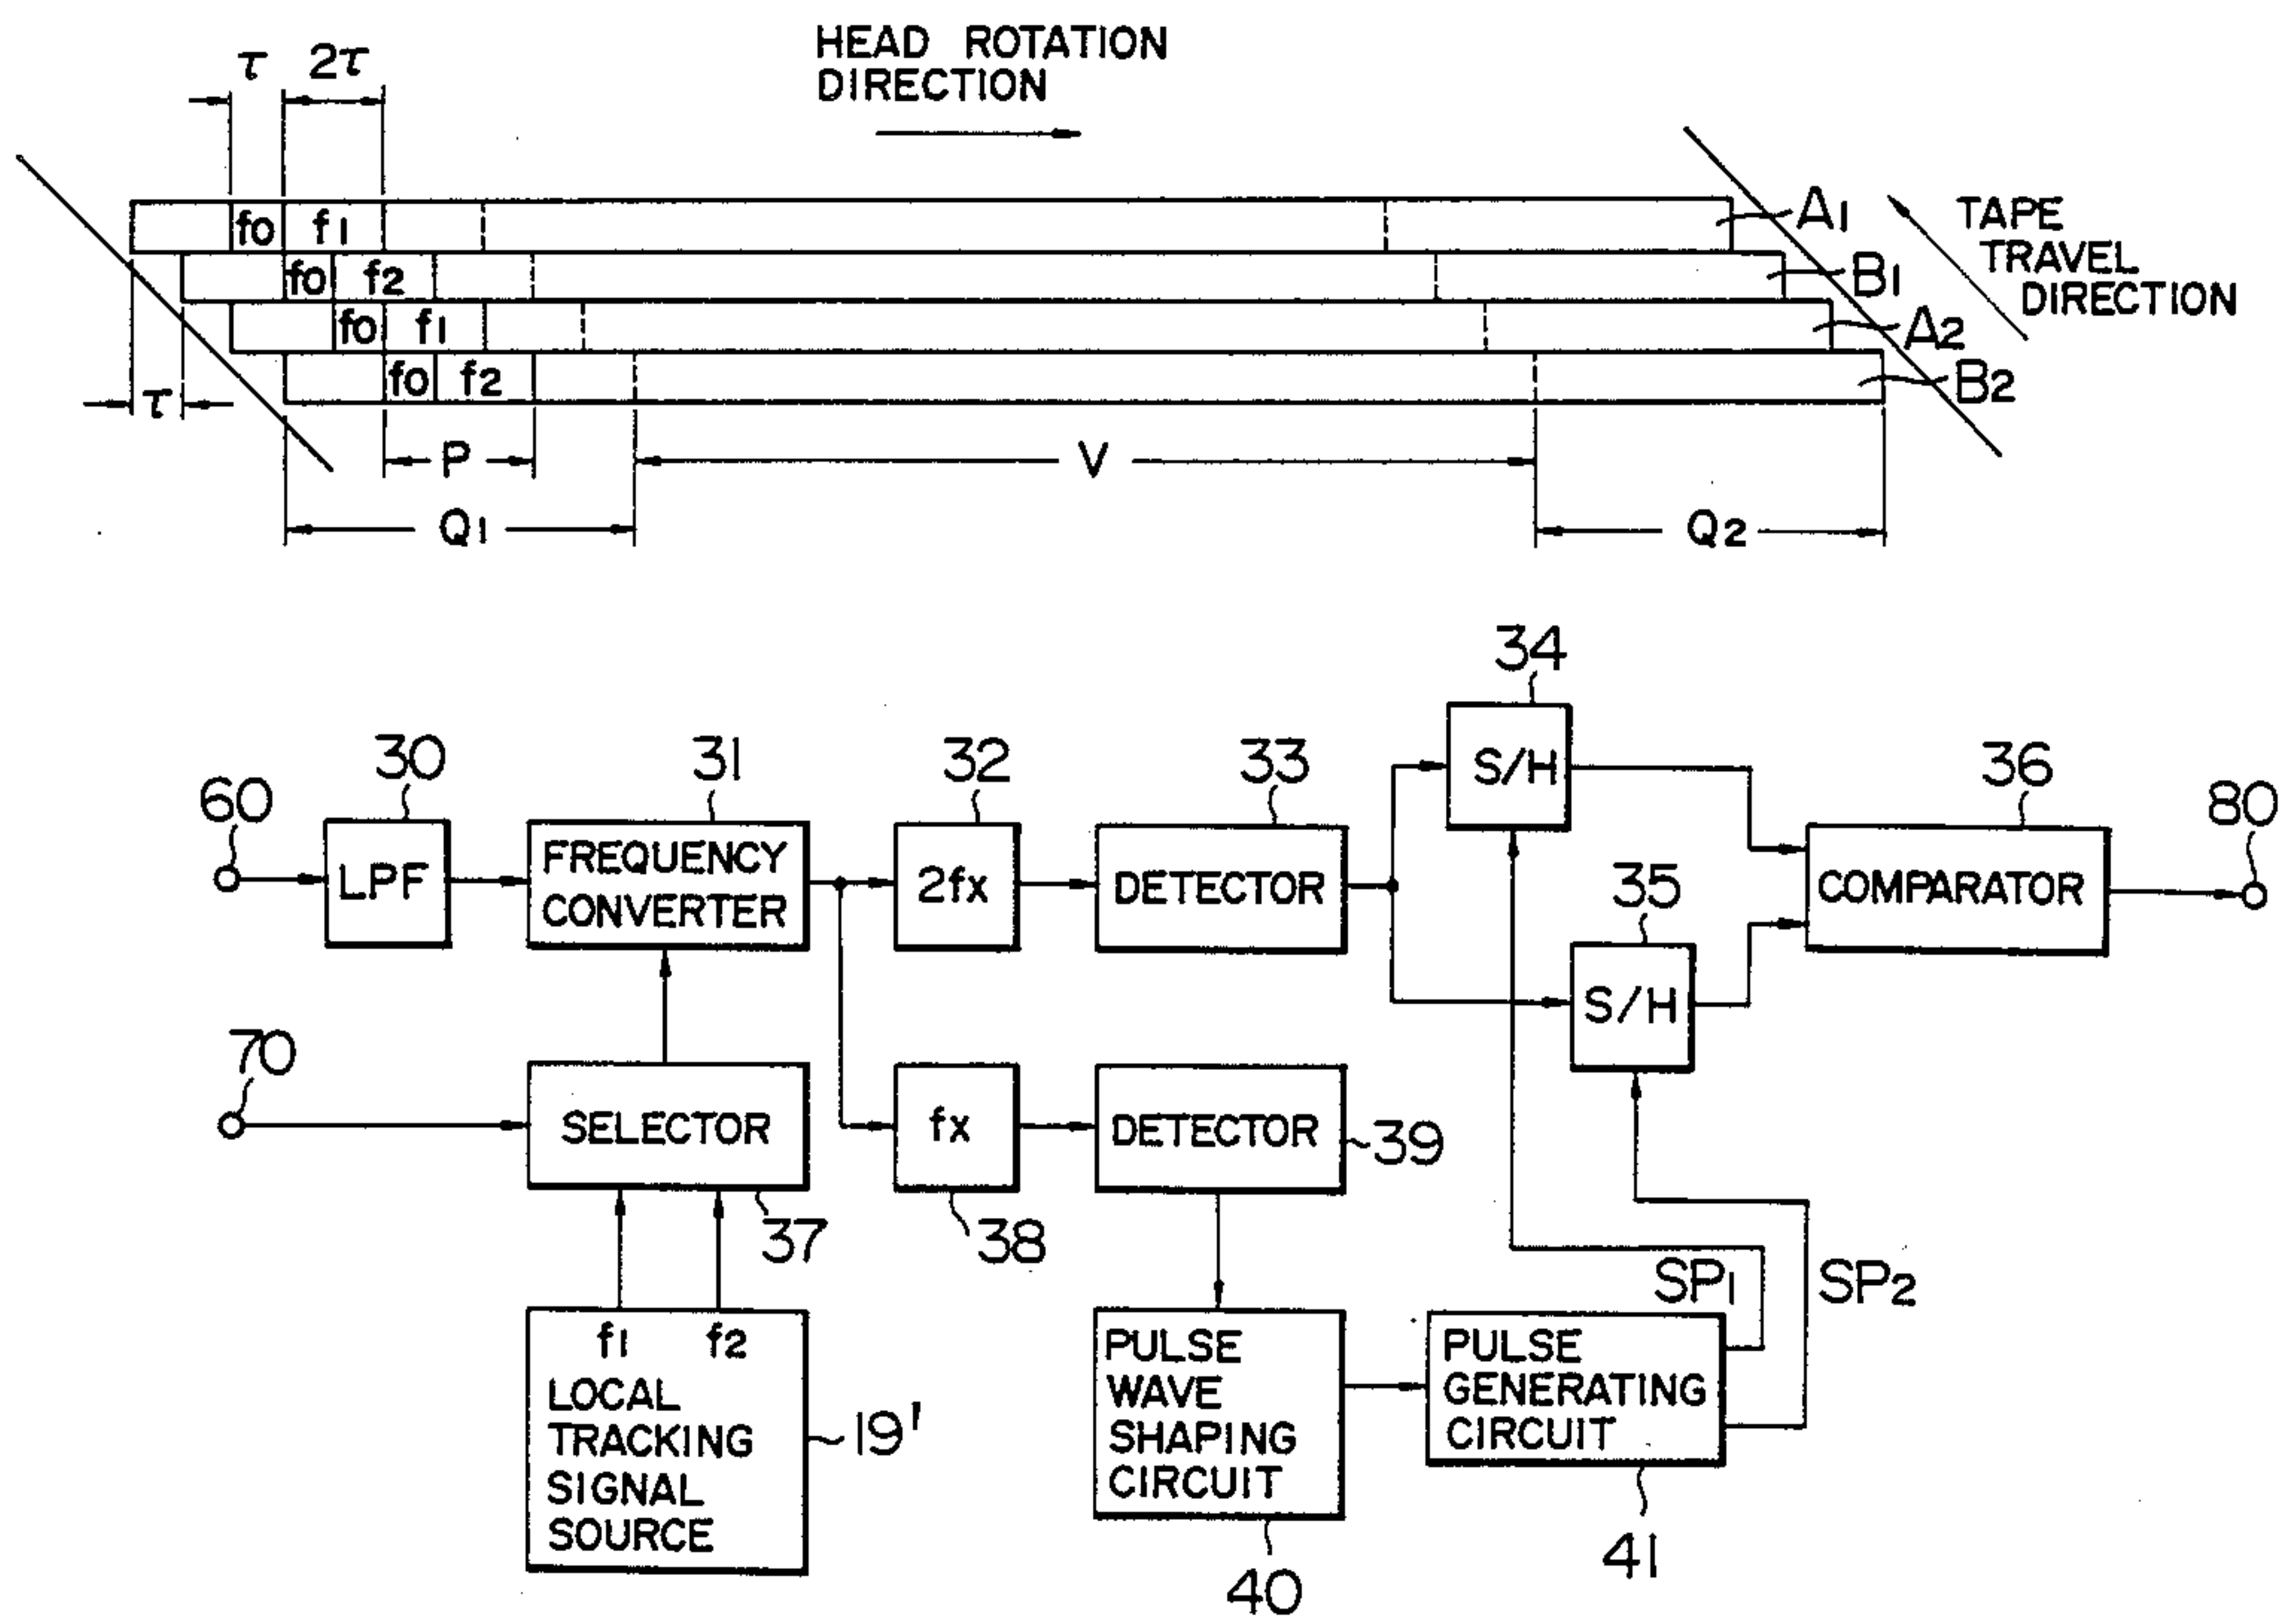 HEAD ROTATION
DIRECTION
τ
2τ
fo f1
A1
fo f2
B1
fo f1
A2
fo f2
B2
TAPE
TRAVEL
DIRECTION
τ
P
V
Q1
Q2
60
30
LPF
31
FREQUENCY
CONVERTER
32
2fx
33
DETECTOR
34
S/H
35
S/H
36
COMPARATOR
80
70
SELECTOR
37
fx
38
DETECTOR
39
f1 f2
LOCAL
TRACKING
SIGNAL
SOURCE
19'
PULSE
WAVE
SHAPING
CIRCUIT
40
PULSE
GENERATING
CIRCUIT
41
SP1
SP2